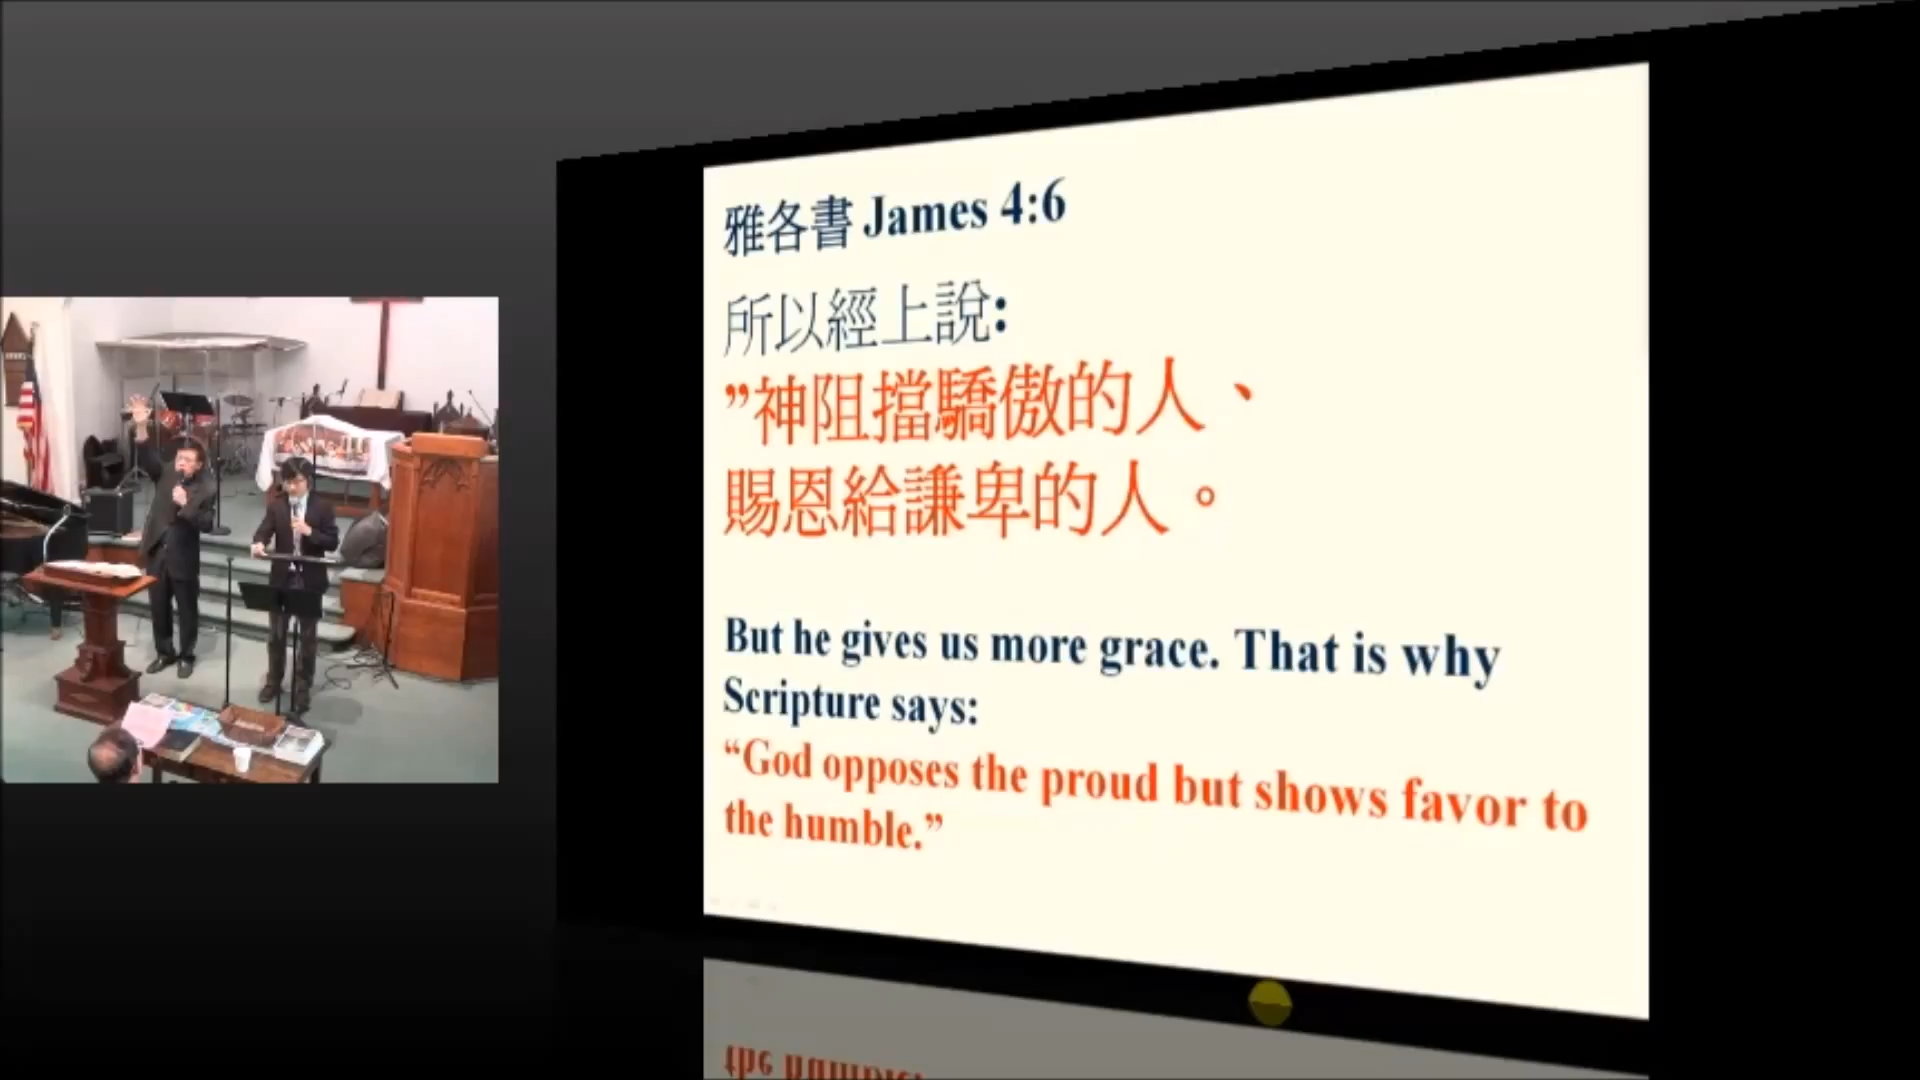 雅各書 James 4:6
所以經上說:
”神阻擋驕傲的人、
賜恩給謙卑的人。
But he gives us more grace. That is why
Scripture says:
“God opposes the proud but shows favor to
the humble.”
the humble.